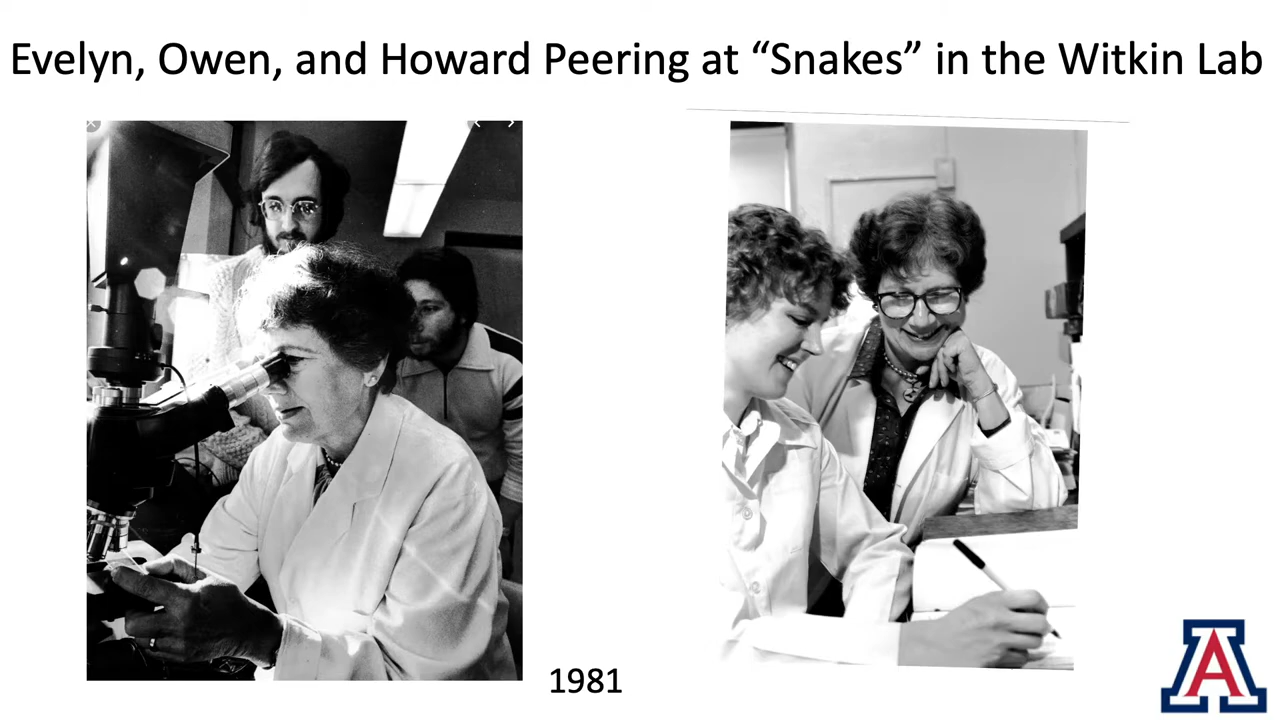 Evelyn, Owen, and Howard Peering at “Snakes” in the Witkin Lab
1981
A